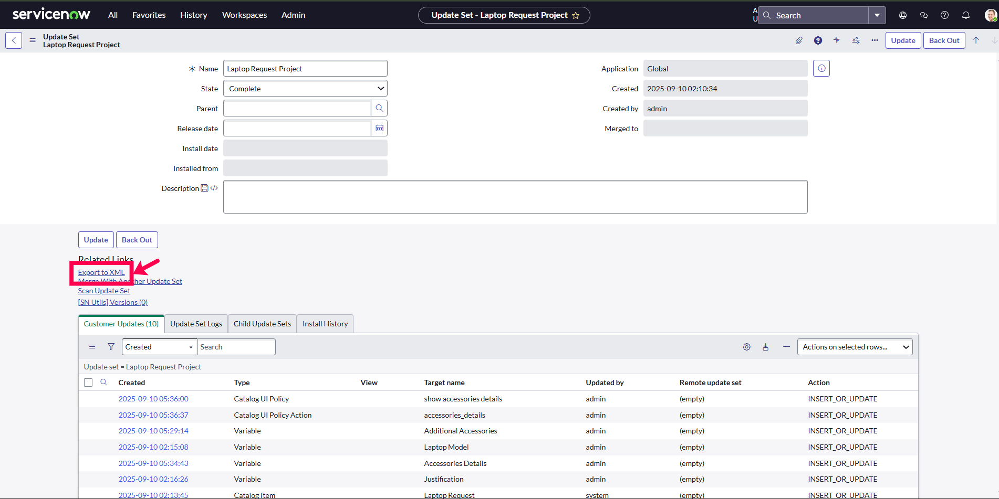 servicenow All Favorites History Workspaces Admin Update Set - Laptop Request Project Search
A
U
Update Set
Laptop Request Project
Update Back Out
Name Laptop Request Project Application Global
State Complete Created 2025-09-10 02:10:34
Parent Created by admin
Release date Merged to
Install date
Installed from
Description </>
Update Back Out
Related Links
Export to XML
Merge With Another Update Set
Scan Update Set
[SN Utils] Versions (0)
Customer Updates (10) Update Set Logs Child Update Sets Install History
Created Search Actions on selected rows...
Update set = Laptop Request Project
Created Type View Target name Updated by Remote update set Action
2025-09-10 05:36:00 Catalog UI Policy show accessories details admin (empty) INSERT_OR_UPDATE
2025-09-10 05:36:37 Catalog UI Policy Action accessories_details admin (empty) INSERT_OR_UPDATE
2025-09-10 05:29:14 Variable Additional Accessories admin (empty) INSERT_OR_UPDATE
2025-09-10 02:15:08 Variable Laptop Model admin (empty) INSERT_OR_UPDATE
2025-09-10 05:34:43 Variable Accessories Details admin (empty) INSERT_OR_UPDATE
2025-09-10 02:16:26 Variable Justification admin (empty) INSERT_OR_UPDATE
2025-09-10 02:13:45 Catalog Item Laptop Request system (empty) INSERT_OR_UPDATE